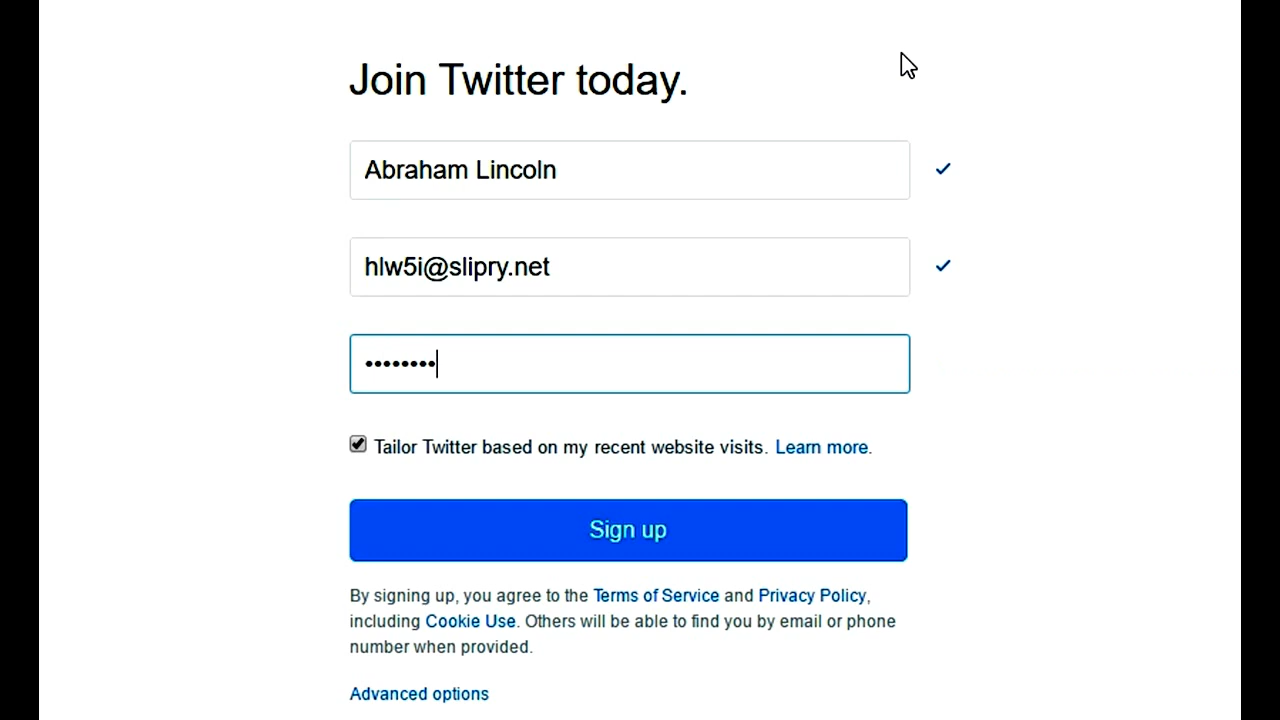 Join Twitter today.
Abraham Lincoln
hlw5i@slipry.net
••••••••
Tailor Twitter based on my recent website visits. Learn more.
Sign up
By signing up, you agree to the Terms of Service and Privacy Policy,
including Cookie Use. Others will be able to find you by email or phone
number when provided.
Advanced options